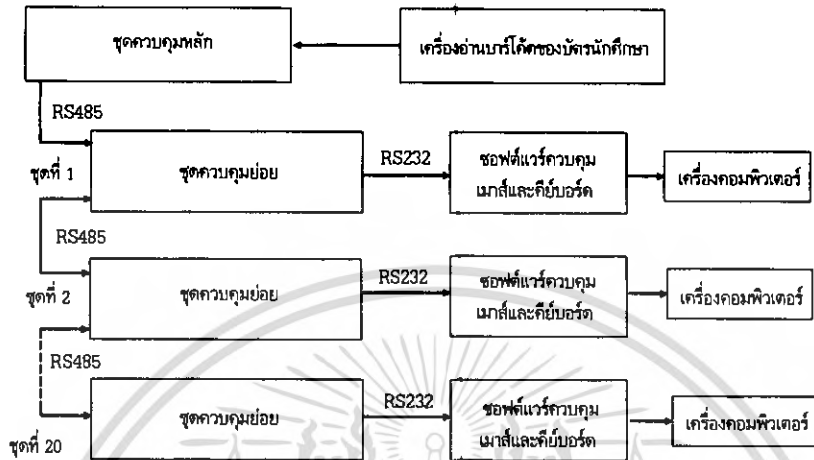 ชุดควบคุมหลัก
เครื่องอ่านบาร์โค้ดของบัตรนักศึกษา
RS485
ชุดที่ 1
ชุดควบคุมย่อย
RS232
ซอฟต์แวร์ควบคุม
เมาส์และคีย์บอร์ด
เครื่องคอมพิวเตอร์
RS485
ชุดที่ 2
ชุดควบคุมย่อย
RS232
ซอฟต์แวร์ควบคุม
เมาส์และคีย์บอร์ด
เครื่องคอมพิวเตอร์
RS485
ชุดที่ 20
ชุดควบคุมย่อย
RS232
ซอฟต์แวร์ควบคุม
เมาส์และคีย์บอร์ด
เครื่องคอมพิวเตอร์